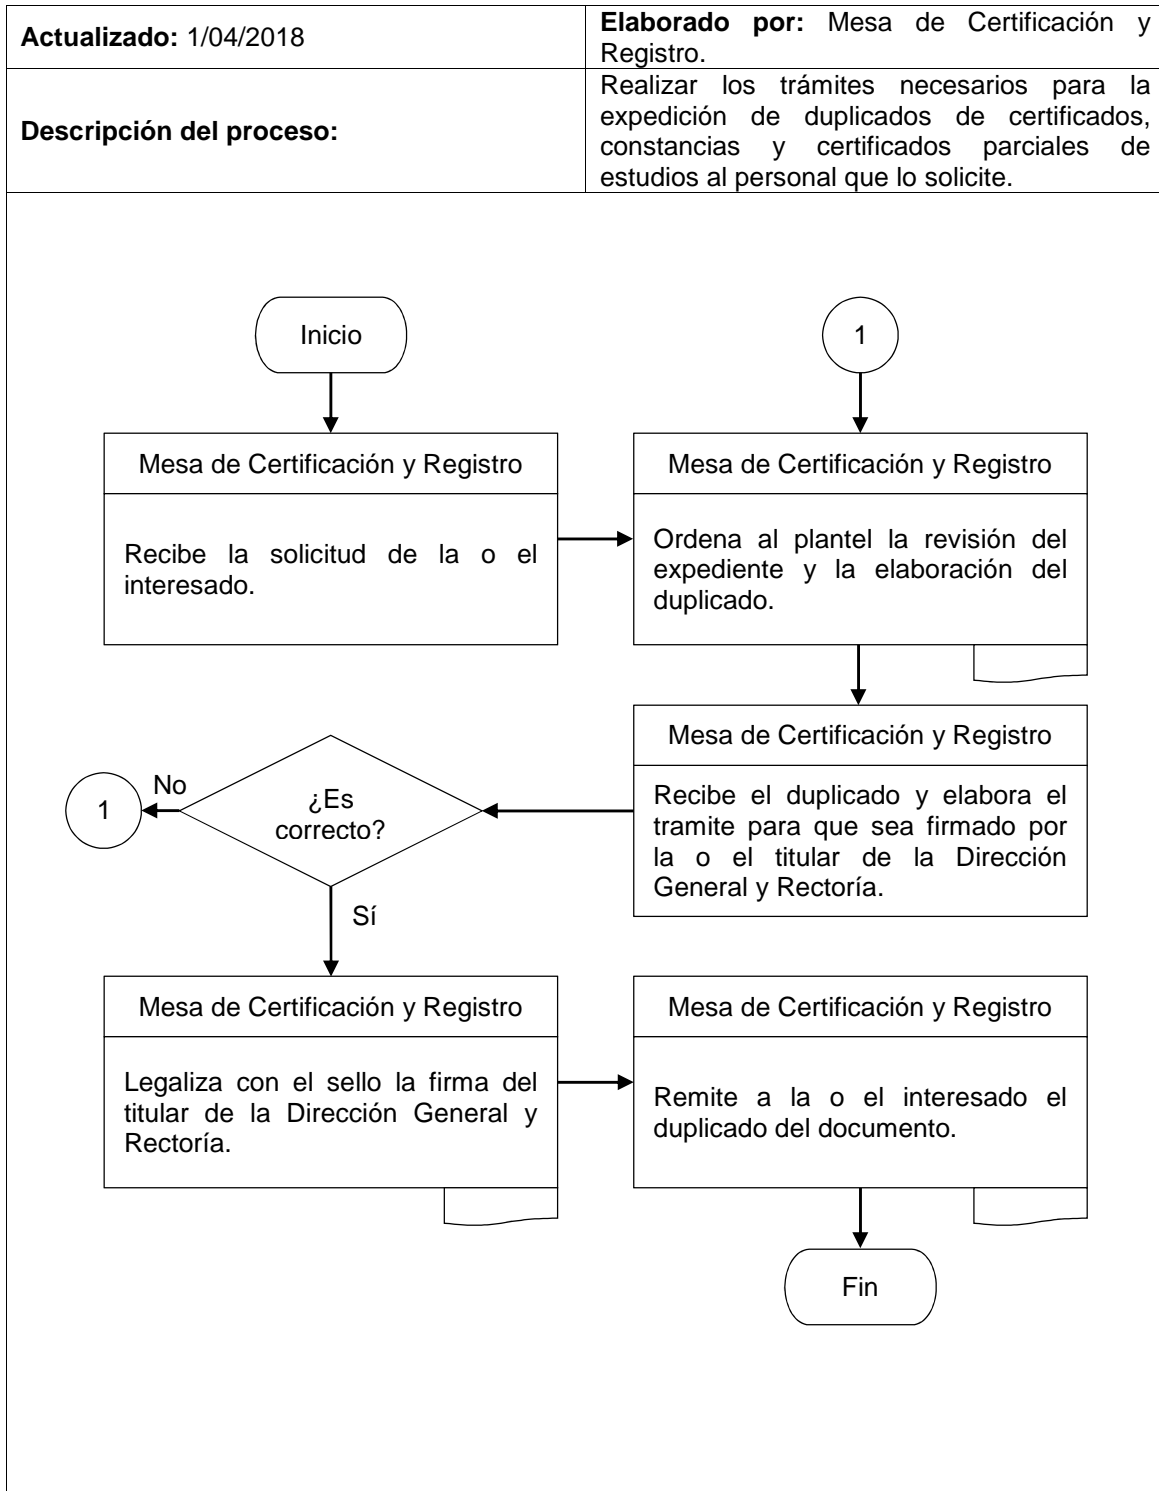 Actualizado: 1/04/2018
Elaborado por: Mesa de Certificación y
Registro.
Descripción del proceso:
Realizar los trámites necesarios para la
expedición de duplicados de certificados,
constancias y certificados parciales de
estudios al personal que lo solicite.
Inicio
1
Mesa de Certificación y Registro
Recibe la solicitud de la o el
interesado.
Mesa de Certificación y Registro
Ordena al plantel la revisión del
expediente y la elaboración del
duplicado.
Mesa de Certificación y Registro
Recibe el duplicado y elabora el
tramite para que sea firmado por
la o el titular de la Dirección
General y Rectoría.
¿Es
correcto?
No
1
Sí
Mesa de Certificación y Registro
Legaliza con el sello la firma del
titular de la Dirección General y
Rectoría.
Mesa de Certificación y Registro
Remite a la o el interesado el
duplicado del documento.
Fin